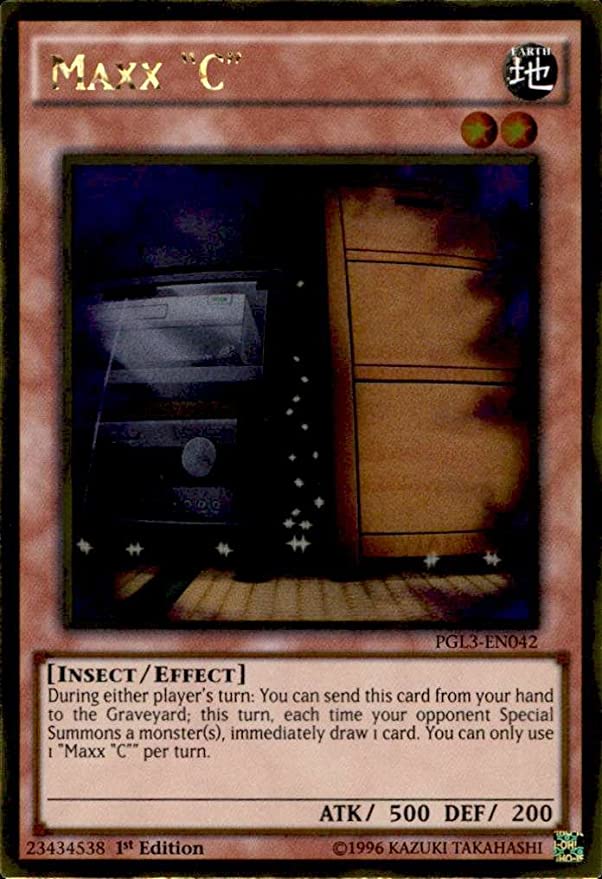 Maxx "C"
EARTH
地
PGL3-EN042
[Insect/Effect]
During either player's turn: You can send this card from your hand
to the Graveyard; this turn, each time your opponent Special
Summons a monster(s), immediately draw 1 card. You can only use
1 "Maxx "C"" per turn.
ATK/ 500 DEF/ 200
23434538 1st Edition ©1996 KAZUKI TAKAHASHI